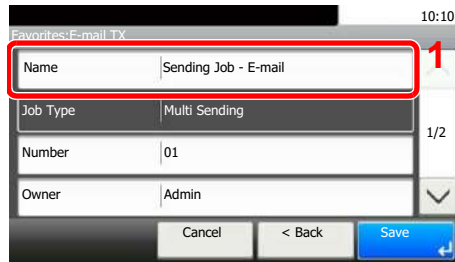 10:10
Favorites:E-mail TX
1
Name Sending Job - E-mail
Job Type Multi Sending
1/2
Number 01
Owner Admin
Cancel < Back Save